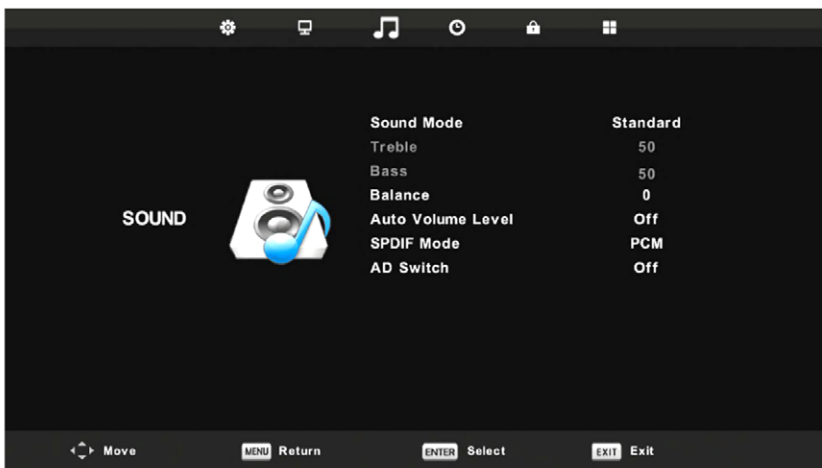 Sound Mode Standard
Treble 50
Bass 50
Balance 0
SOUND
Auto Volume Level Off
SPDIF Mode PCM
AD Switch Off
Move MENU Return ENTER Select EXIT Exit